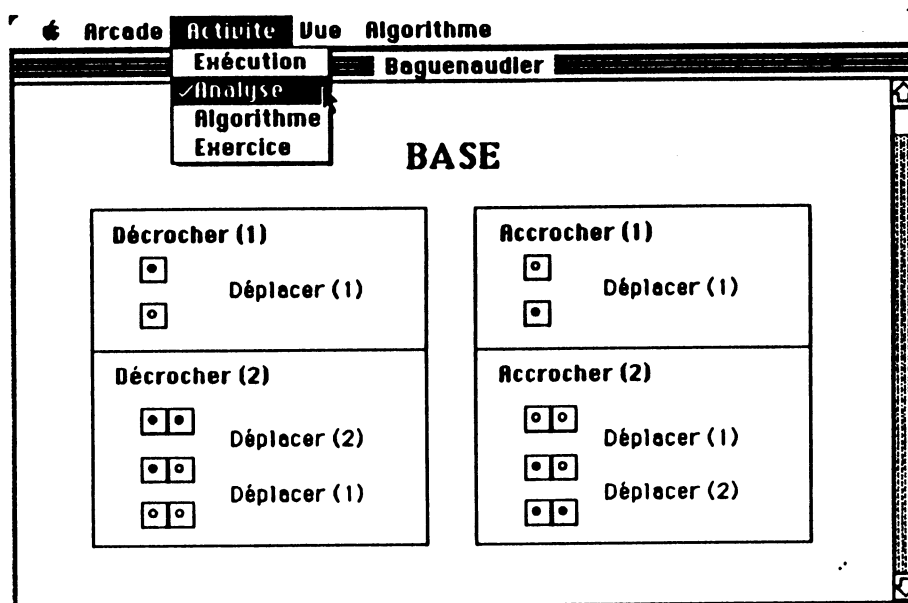 Arcade Activite Vue Algorithme
Exécution
Baguenaudier
✓Analyse
Algorithme
Exercice
BASE
Décrocher (1)
Déplacer (1)
Accrocher (1)
Déplacer (1)
Décrocher (2)
Déplacer (2)
Déplacer (1)
Accrocher (2)
Déplacer (1)
Déplacer (2)